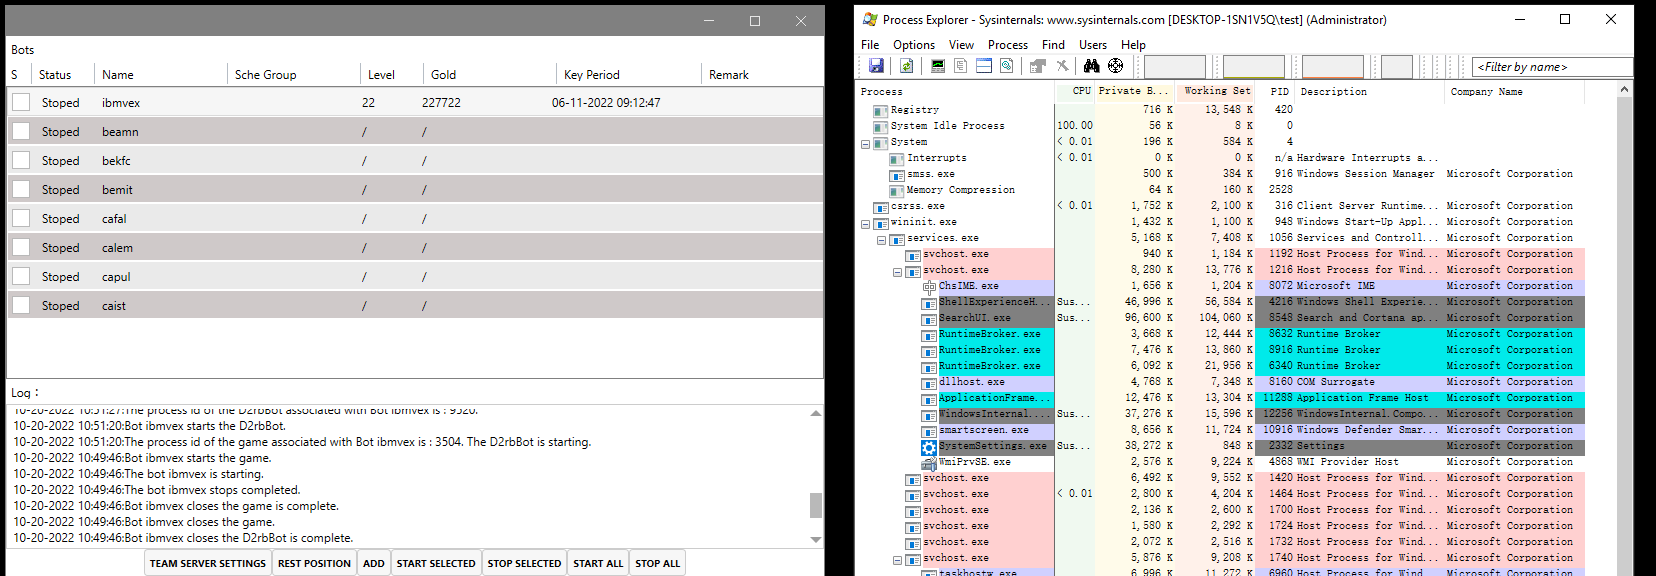 Bots
S Status Name Sche Group Level Gold Key Period Remark
Stoped ibmvex 22 227722 06-11-2022 09:12:47
Stoped beamn / /
Stoped bekfc / /
Stoped bemit / /
Stoped cafal / /
Stoped calem / /
Stoped capul / /
Stoped caist / /
Log :
10-20-2022 10:51:27:The process id of the D2rbBot associated with Bot ibmvex is : 9520.
10-20-2022 10:51:20:Bot ibmvex starts the D2rbBot.
10-20-2022 10:51:20:The process id of the game associated with Bot ibmvex is : 3504. The D2rbBot is starting.
10-20-2022 10:49:46:Bot ibmvex starts the game.
10-20-2022 10:49:46:The bot ibmvex is starting.
10-20-2022 10:49:46:The bot ibmvex stops completed.
10-20-2022 10:49:46:Bot ibmvex closes the game is complete.
10-20-2022 10:49:46:Bot ibmvex closes the game.
10-20-2022 10:49:46:Bot ibmvex closes the D2rbBot is complete.
TEAM SERVER SETTINGS REST POSITION ADD START SELECTED STOP SELECTED START ALL STOP ALL
Process Explorer - Sysinternals: www.sysinternals.com [DESKTOP-1SN1V5Q\test] (Administrator)
File Options View Process Find Users Help
<Filter by name>
Process CPU Private B... Working Set PID Description Company Name
Registry 716 K 13,548 K 420
System Idle Process 100.00 56 K 8 K 0
System < 0.01 196 K 584 K 4
Interrupts < 0.01 0 K 0 K n/a Hardware Interrupts a...
smss.exe 500 K 384 K 916 Windows Session Manager Microsoft Corporation
Memory Compression 64 K 160 K 2528
csrss.exe < 0.01 1,752 K 2,100 K 316 Client Server Runtime... Microsoft Corporation
wininit.exe 1,432 K 1,100 K 948 Windows Start-Up Appl... Microsoft Corporation
services.exe 5,168 K 7,408 K 1056 Services and Controll... Microsoft Corporation
svchost.exe 940 K 1,184 K 1192 Host Process for Wind... Microsoft Corporation
svchost.exe 8,280 K 13,776 K 1216 Host Process for Wind... Microsoft Corporation
ChsIME.exe 1,656 K 1,204 K 8072 Microsoft IME Microsoft Corporation
ShellExperienceH... Sus... 46,996 K 56,584 K 4216 Windows Shell Experie... Microsoft Corporation
SearchUI.exe Sus... 96,600 K 104,060 K 8548 Search and Cortana ap... Microsoft Corporation
RuntimeBroker.exe 3,668 K 12,444 K 8632 Runtime Broker Microsoft Corporation
RuntimeBroker.exe 7,476 K 13,860 K 8916 Runtime Broker Microsoft Corporation
RuntimeBroker.exe 6,092 K 21,956 K 6340 Runtime Broker Microsoft Corporation
dllhost.exe 4,768 K 7,348 K 8160 COM Surrogate Microsoft Corporation
ApplicationFrame... 12,476 K 13,304 K 11288 Application Frame Host Microsoft Corporation
WindowsInternal.... Sus... 37,276 K 15,596 K 12256 WindowsInternal.Compo... Microsoft Corporation
smartscreen.exe 8,656 K 11,724 K 10916 Windows Defender Smar... Microsoft Corporation
SystemSettings.exe Sus... 38,272 K 848 K 2332 Settings Microsoft Corporation
WmiPrvSE.exe 2,576 K 9,224 K 4868 WMI Provider Host Microsoft Corporation
svchost.exe 6,492 K 9,552 K 1420 Host Process for Wind... Microsoft Corporation
svchost.exe < 0.01 2,800 K 4,204 K 1464 Host Process for Wind... Microsoft Corporation
svchost.exe 2,136 K 2,600 K 1700 Host Process for Wind... Microsoft Corporation
svchost.exe 1,580 K 2,292 K 1724 Host Process for Wind... Microsoft Corporation
svchost.exe 2,072 K 2,516 K 1732 Host Process for Wind... Microsoft Corporation
svchost.exe 5,876 K 9,208 K 1740 Host Process for Wind... Microsoft Corporation
taskhostw.exe 6,996 K 11,272 K 6960 Host Process for Wind... Microsoft Corporation